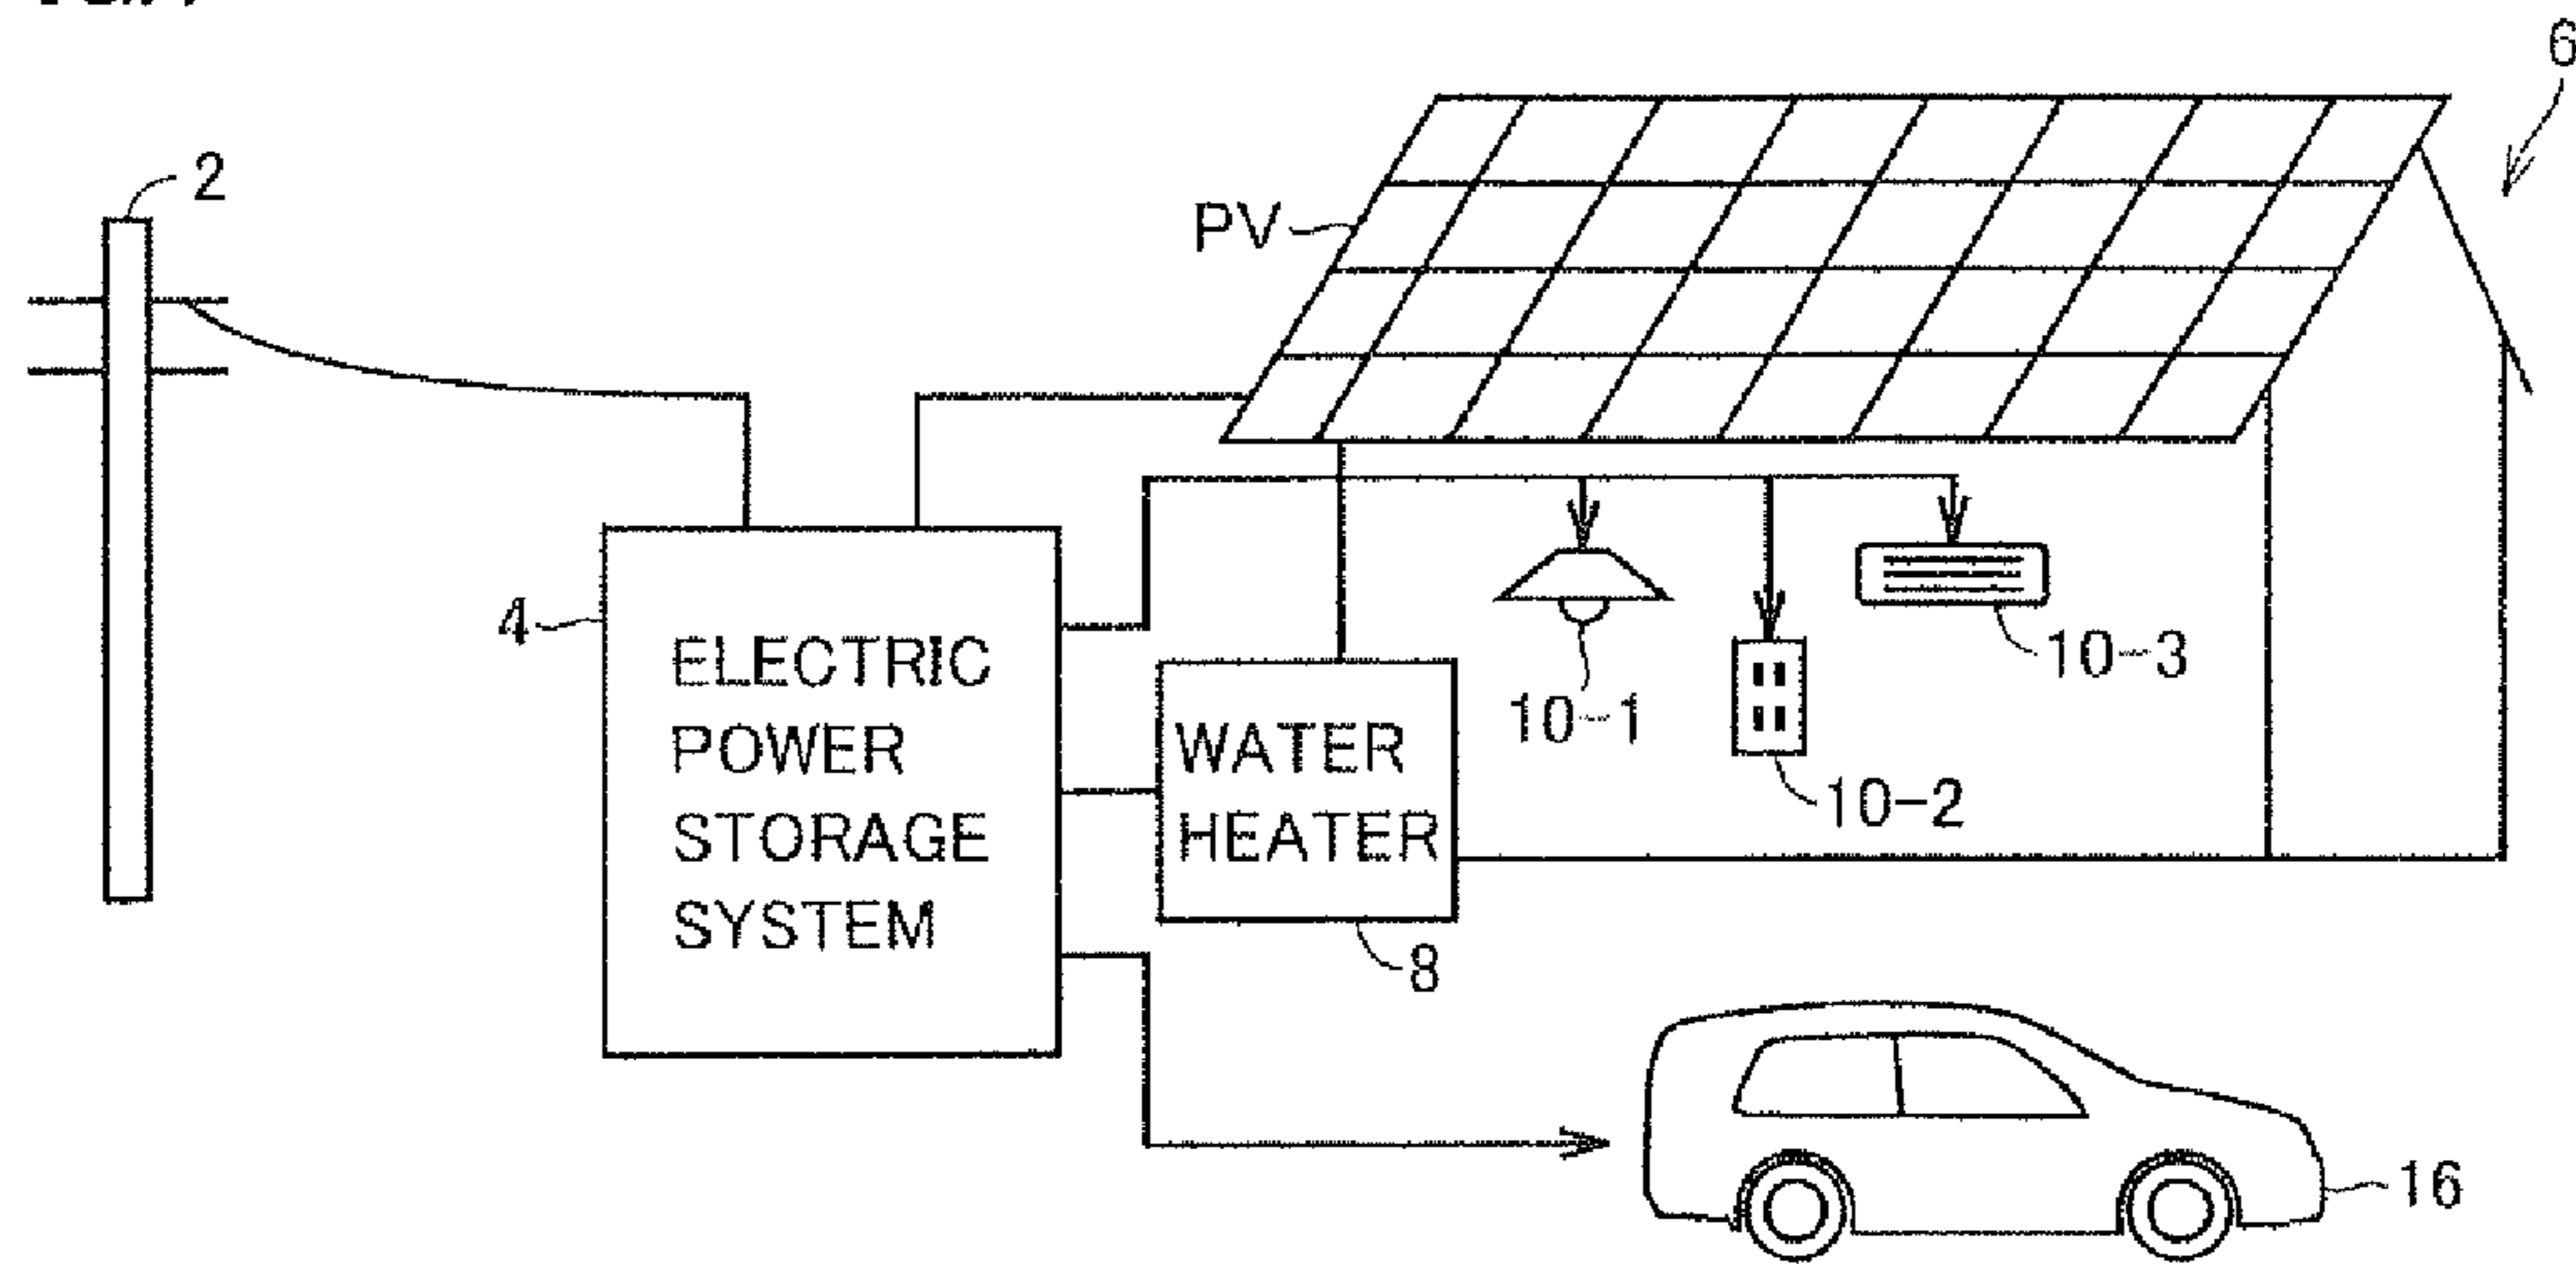 6
2
PV
4
ELECTRIC
POWER
STORAGE
SYSTEM
WATER
HEATER
10-1
10-2
10-3
8
16